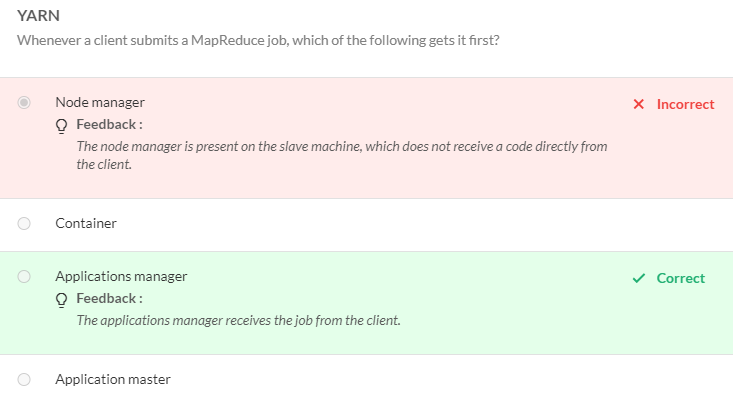 YARN
Whenever a client submits a MapReduce job, which of the following gets it first?
Node manager
Incorrect
Feedback :
The node manager is present on the slave machine, which does not receive a code directly from
the client.
Container
Applications manager
Correct
Feedback :
The applications manager receives the job from the client.
Application master